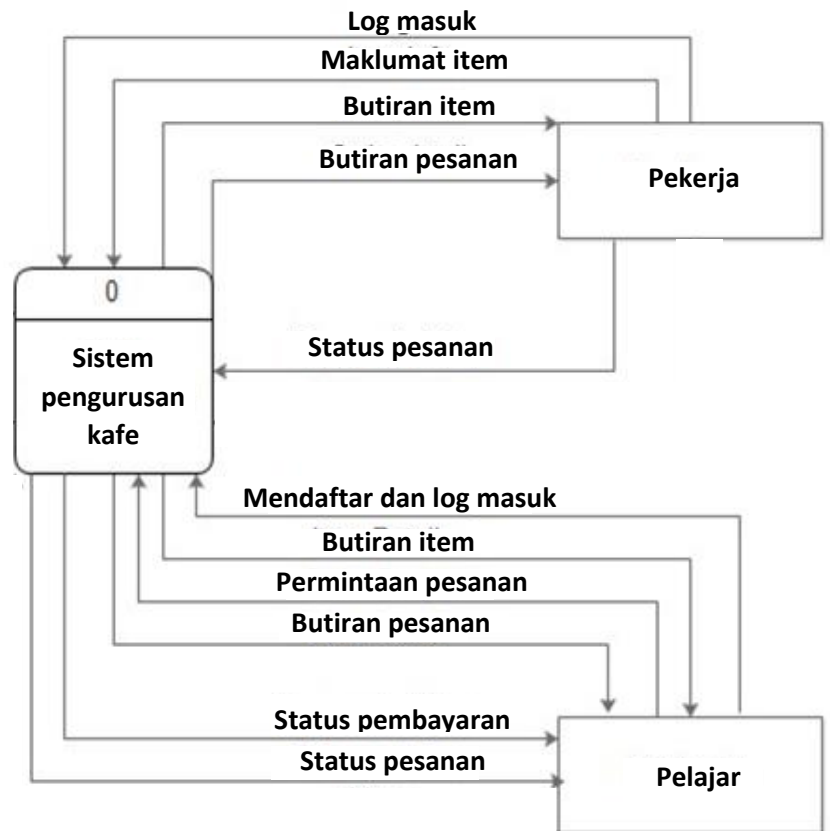 Log masuk
Maklumat item
Butiran item
Butiran pesanan
Pekerja
0
Sistem
pengurusan
kafe
Status pesanan
Mendaftar dan log masuk
Butiran item
Permintaan pesanan
Butiran pesanan
Status pembayaran
Status pesanan
Pelajar